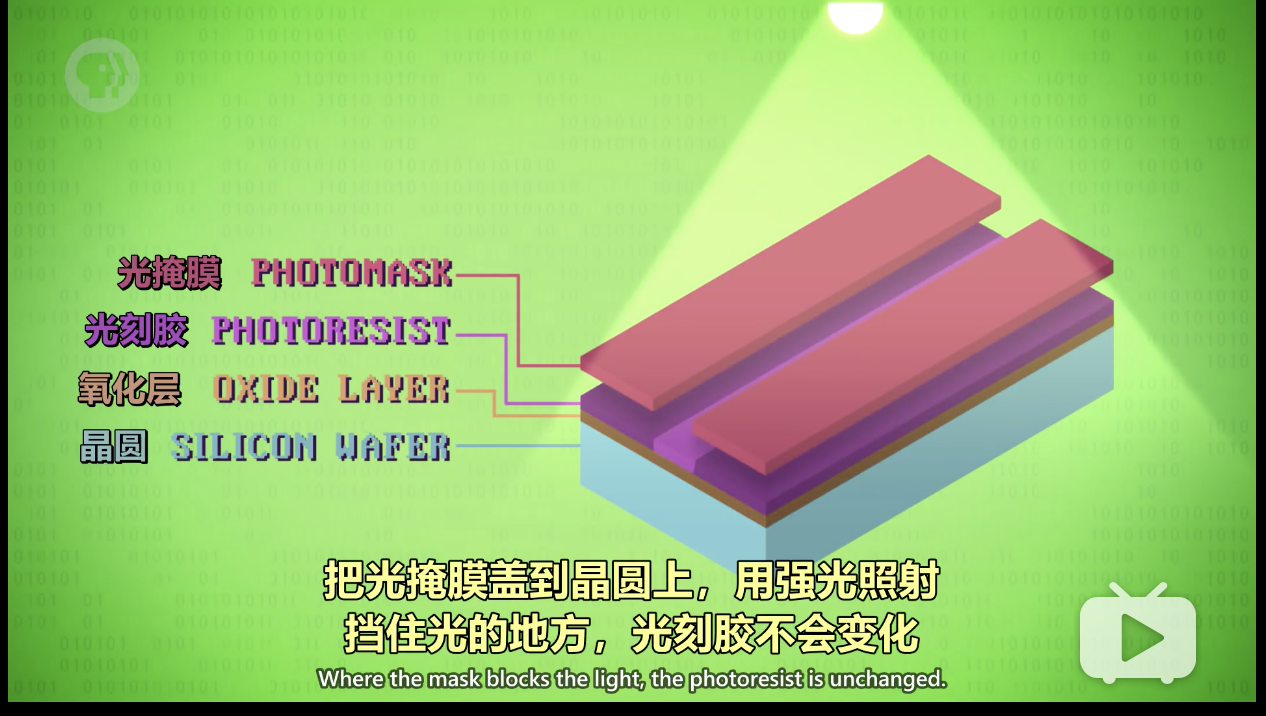 光掩膜 PHOTOMASK
光刻胶 PHOTORESIST
氧化层 OXIDE LAYER
晶圆 SILICON WAFER
把光掩膜盖到晶圆上，用强光照射
挡住光的地方，光刻胶不会变化
Where the mask blocks the light, the photoresist is unchanged.